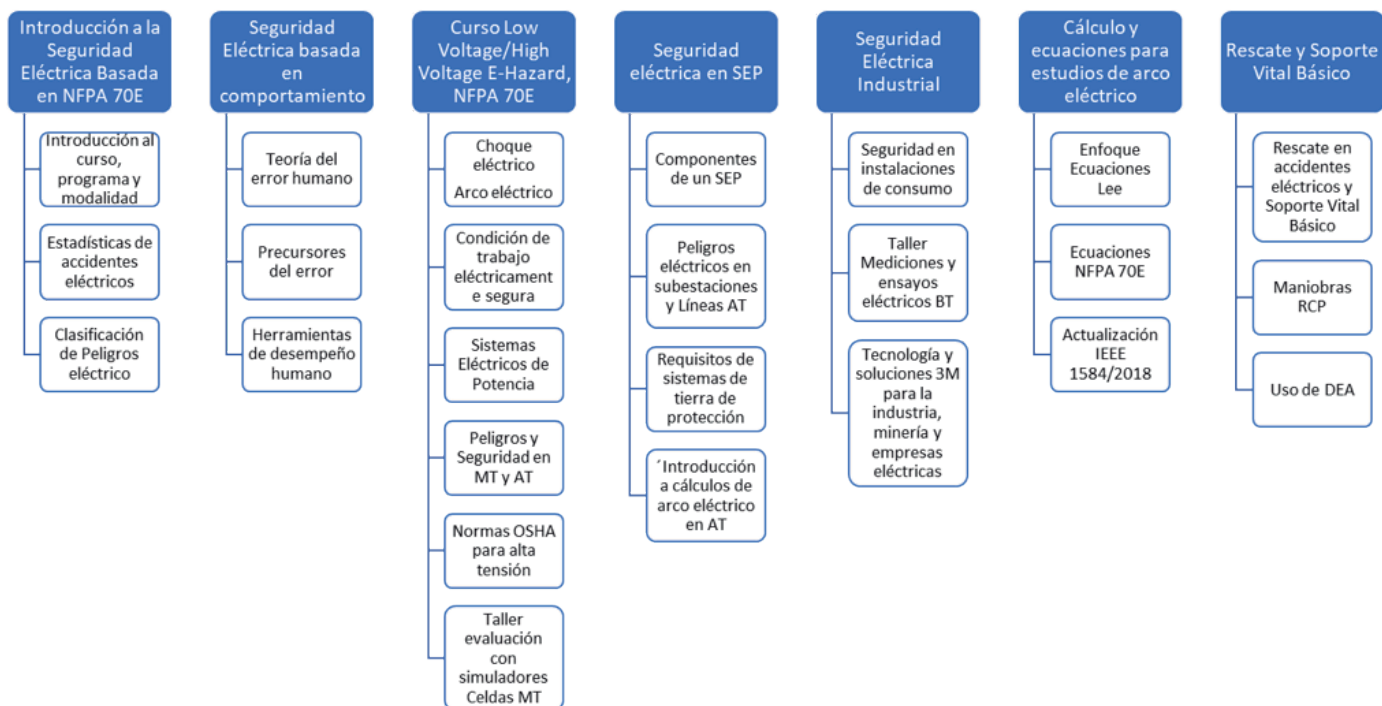 Introducción a la
Seguridad
Eléctrica Basada
en NFPA 70E
Introducción al
curso,
programa y
modalidad
Estadísticas de
accidentes
eléctricos
Clasificación
de Peligros
eléctrico
Seguridad
Eléctrica basada
en
comportamiento
Teoría del
error humano
Precursores
del error
Herramientas
de desempeño
humano
Curso Low
Voltage/High
Voltage E-Hazard,
NFPA 70E
Choque
eléctrico
Arco eléctrico
Condición de
trabajo
eléctricament
e segura
Sistemas
Eléctricos de
Potencia
Peligros y
Seguridad en
MT y AT
Normas OSHA
para alta
tensión
Taller
evaluación
con
simuladores
Celdas MT
Seguridad
eléctrica en SEP
Componentes
de un SEP
Peligros
eléctricos en
subestaciones
y Líneas AT
Requisitos de
sistemas de
tierra de
protección
´Introducción
a cálculos de
arco eléctrico
en AT
Seguridad
Eléctrica
Industrial
Seguridad en
instalaciones
de consumo
Taller
Mediciones y
ensayos
eléctricos BT
Tecnología y
soluciones 3M
para la
industria,
minería y
empresas
eléctricas
Cálculo y
ecuaciones para
estudios de arco
eléctrico
Enfoque
Ecuaciones
Lee
Ecuaciones
NFPA 70E
Actualización
IEEE
1584/2018
Rescate y Soporte
Vital Básico
Rescate en
accidentes
eléctricos y
Soporte Vital
Básico
Maniobras
RCP
Uso de DEA